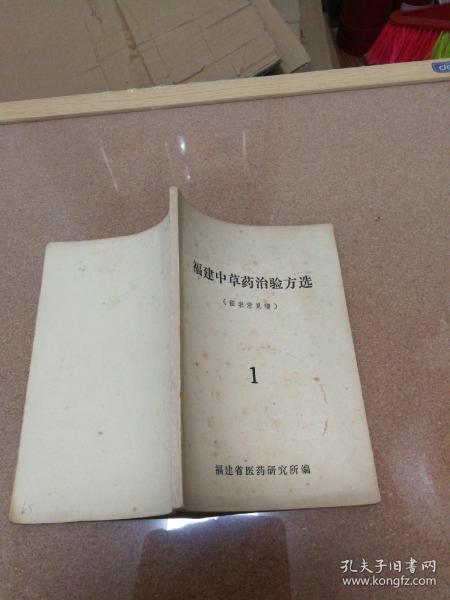 福建中草药治验方选
(征求意见稿)
1
福建省医药研究所编
65
孔夫子旧书网
www.kongfz.com